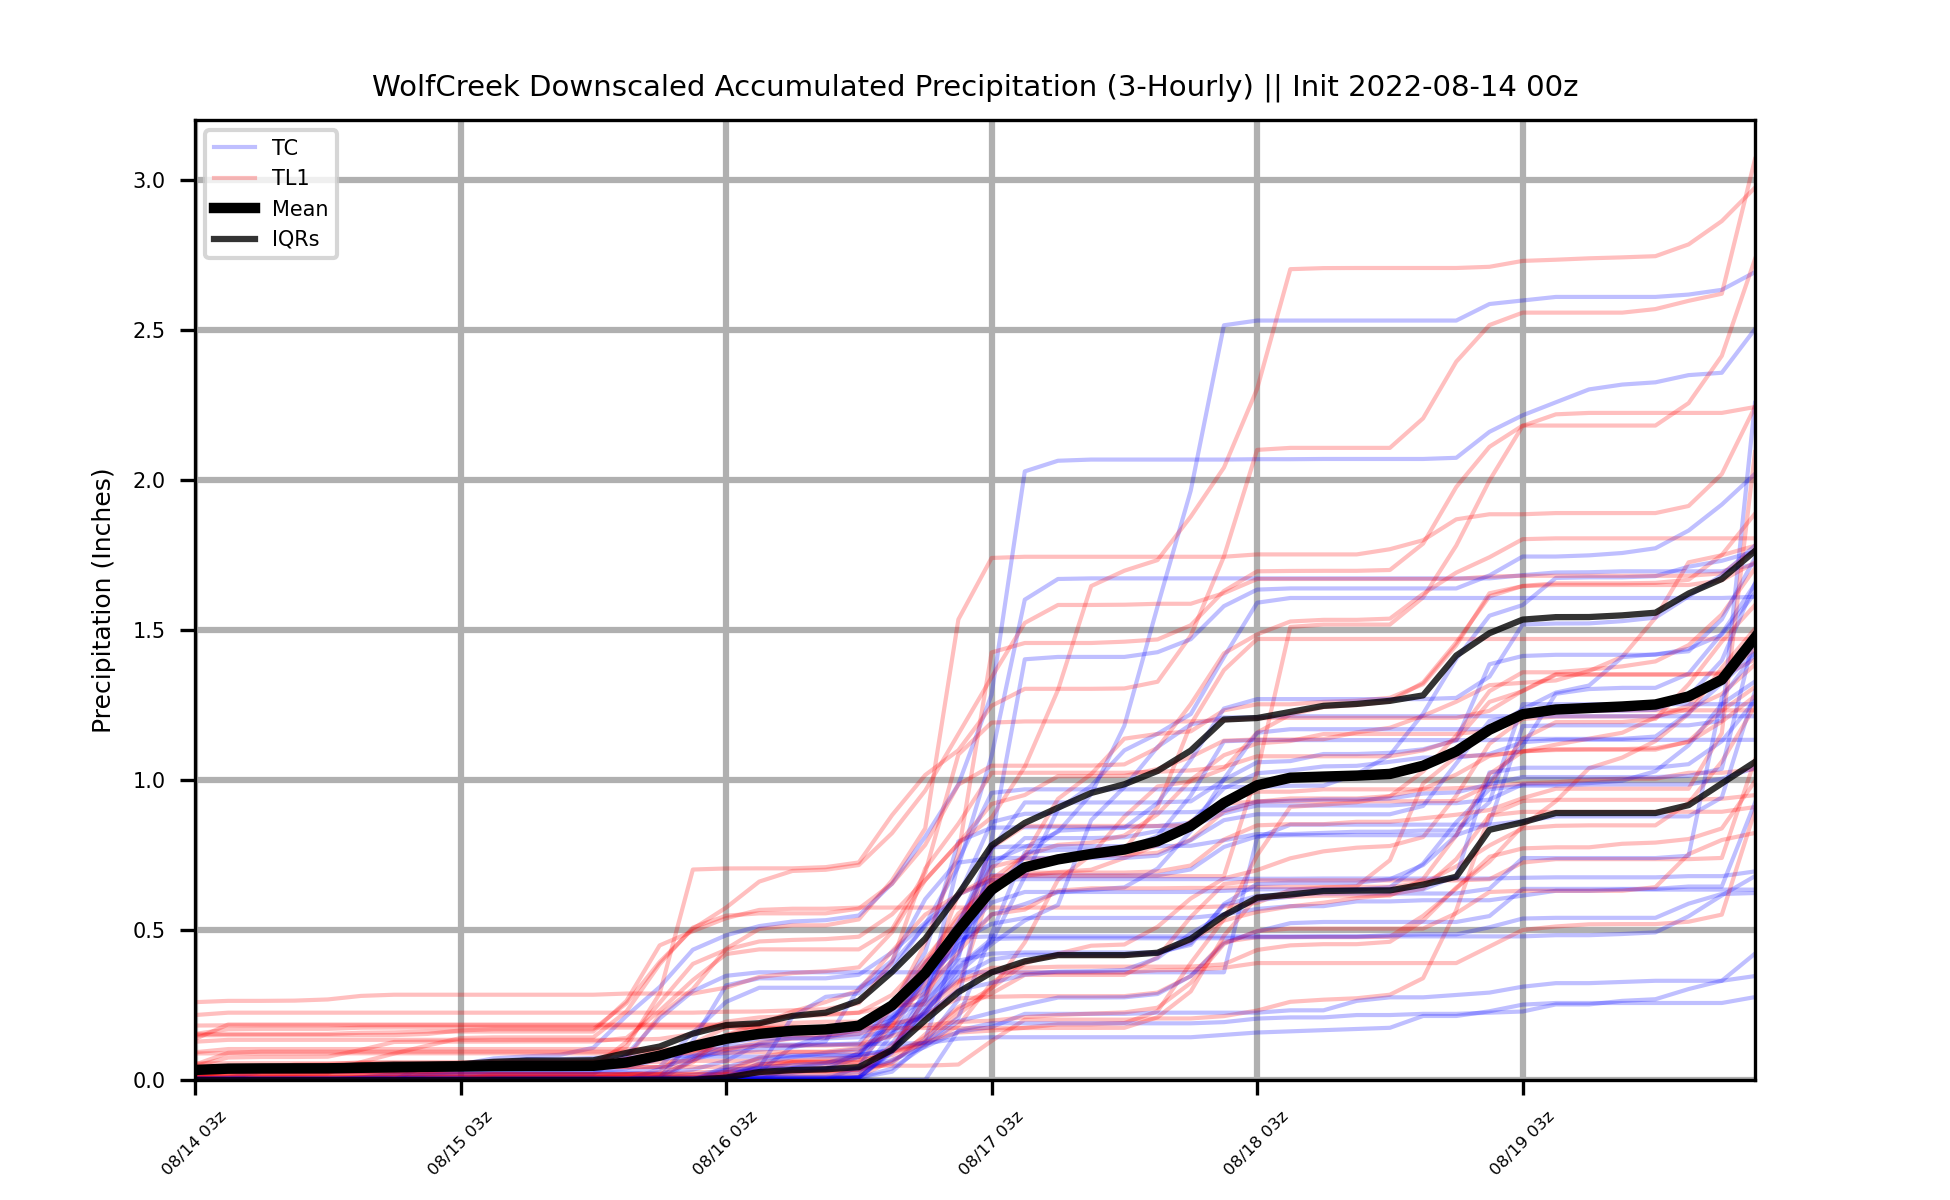 WolfCreek Downscaled Accumulated Precipitation (3-Hourly) || Init 2022-08-14 00z
TC
TL1
Mean
IQRs
Precipitation (Inches)
3.0
2.5
2.0
1.5
1.0
0.5
0.0
08/14 03z
08/15 03z
08/16 03z
08/17 03z
08/18 03z
08/19 03z